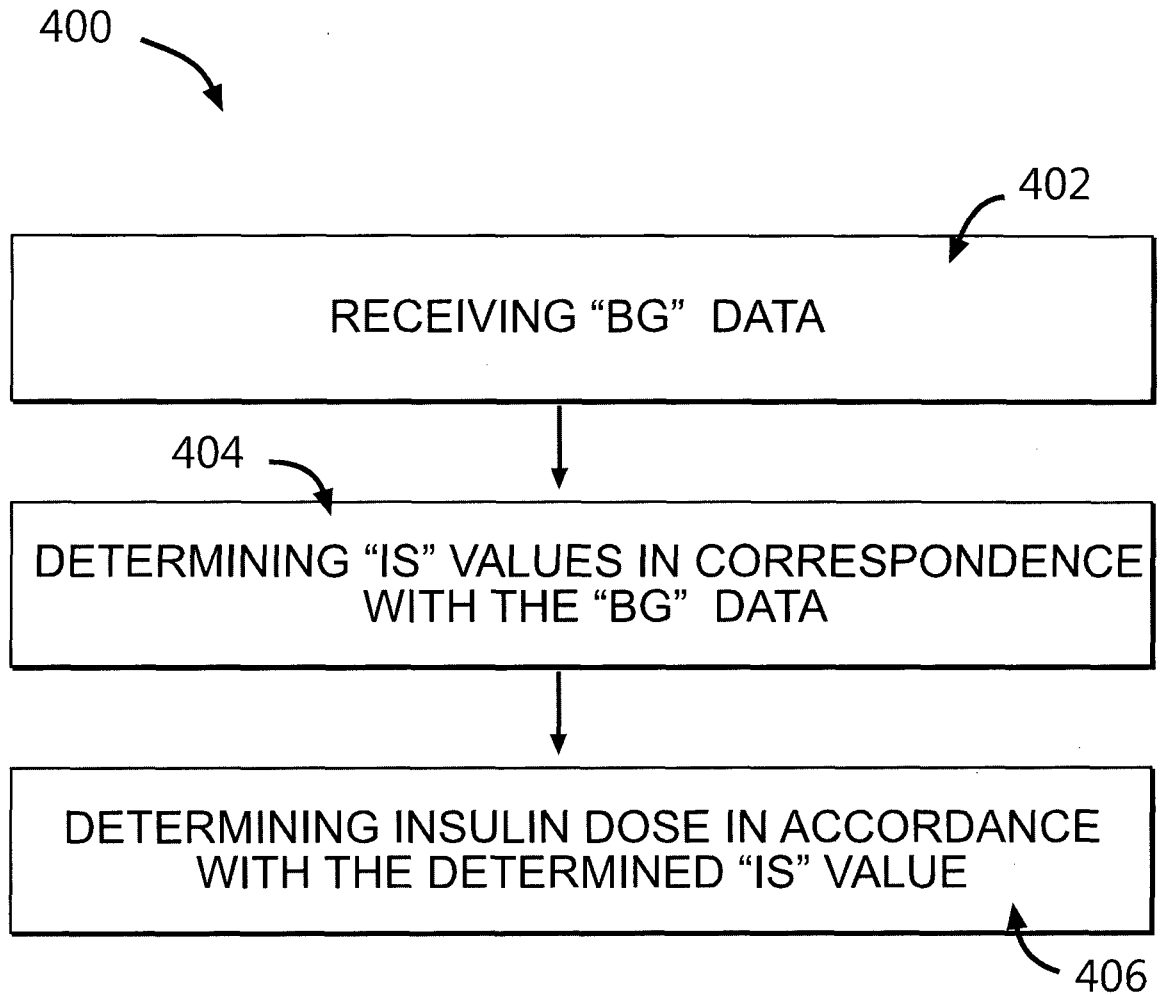 400
402
RECEIVING “BG” DATA
404
DETERMINING “IS” VALUES IN CORRESPONDENCE
WITH THE “BG” DATA
DETERMINING INSULIN DOSE IN ACCORDANCE
WITH THE DETERMINED “IS” VALUE
406